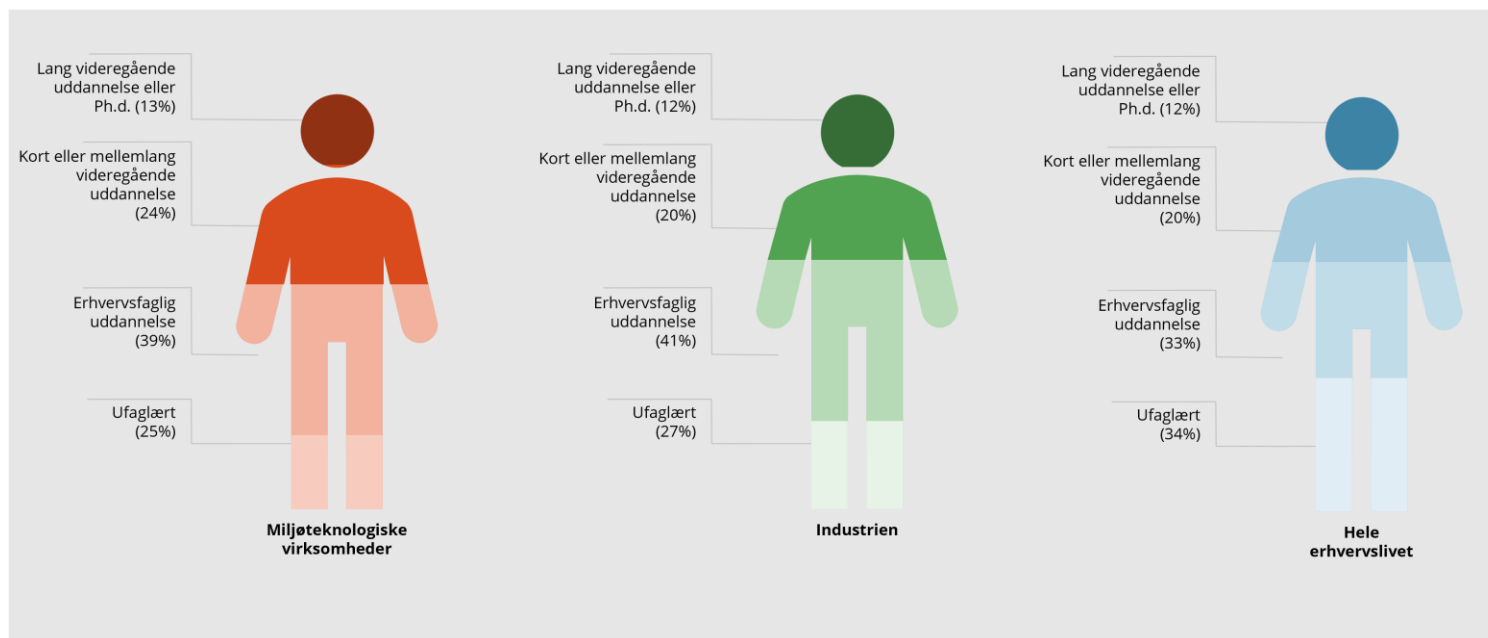 Lang videregående
uddannelse eller
Ph.d. (13%)
Kort eller mellemlang
videregående
uddannelse
(24%)
Erhvervsfaglig
uddannelse
(39%)
Ufaglært
(25%)
Miljøteknologiske
virksomheder
Lang videregående
uddannelse eller
Ph.d. (12%)
Kort eller mellemlang
videregående
uddannelse
(20%)
Erhvervsfaglig
uddannelse
(41%)
Ufaglært
(27%)
Industrien
Lang videregående
uddannelse eller
Ph.d. (12%)
Kort eller mellemlang
videregående
uddannelse
(20%)
Erhvervsfaglig
uddannelse
(33%)
Ufaglært
(34%)
Hele
erhvervslivet